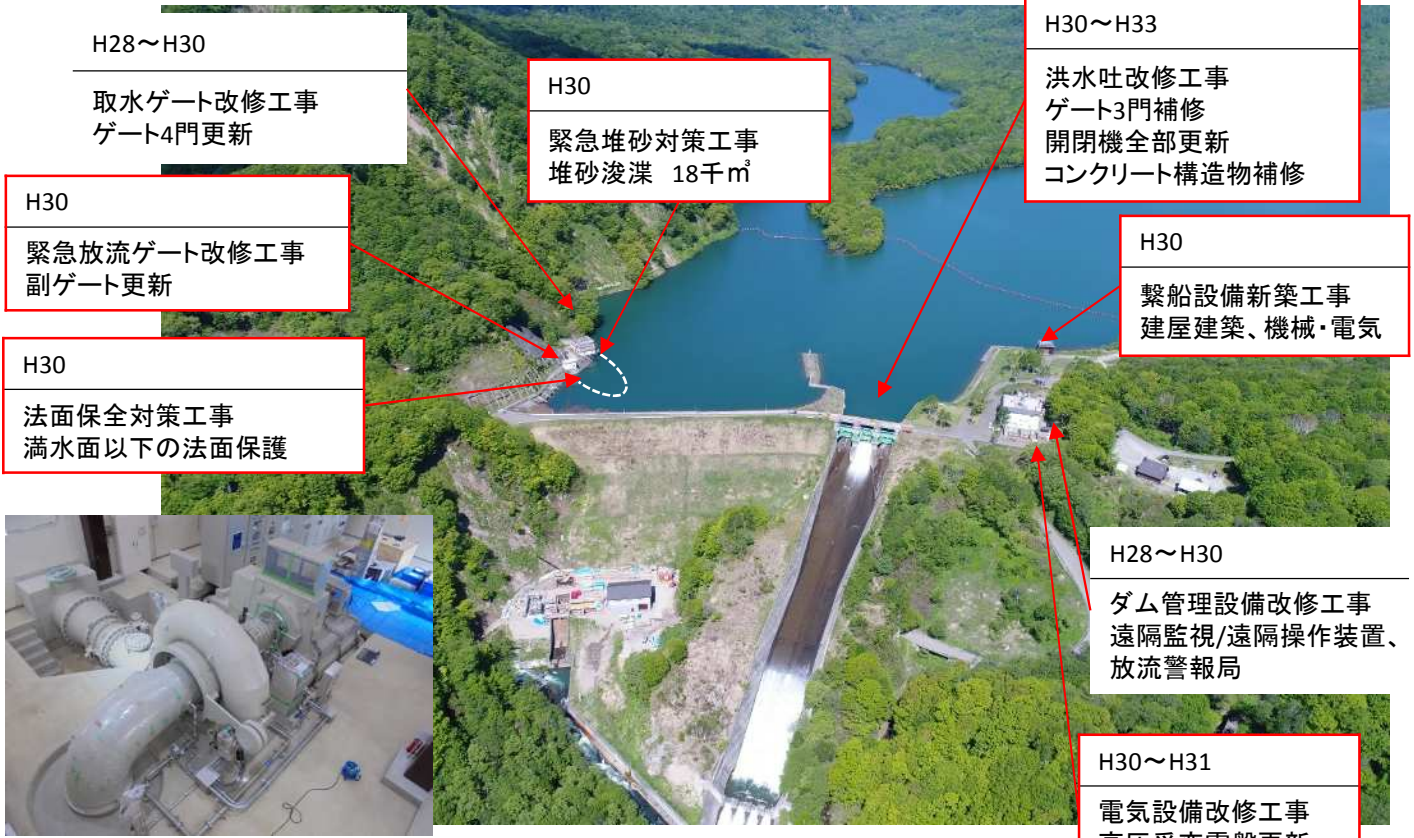 H28～H30
取水ゲート改修工事
ゲート4門更新
H30
緊急堆砂対策工事
堆砂浚渫 18千㎥
H30～H33
洪水吐改修工事
ゲート3門補修
開閉機全部更新
コンクリート構造物補修
H30
緊急放流ゲート改修工事
副ゲート更新
H30
繋船設備新築工事
建屋建築、機械・電気
H30
法面保全対策工事
満水面以下の法面保護
H28～H30
ダム管理設備改修工事
遠隔監視/遠隔操作装置、
放流警報局
H30～H31
電気設備改修工事